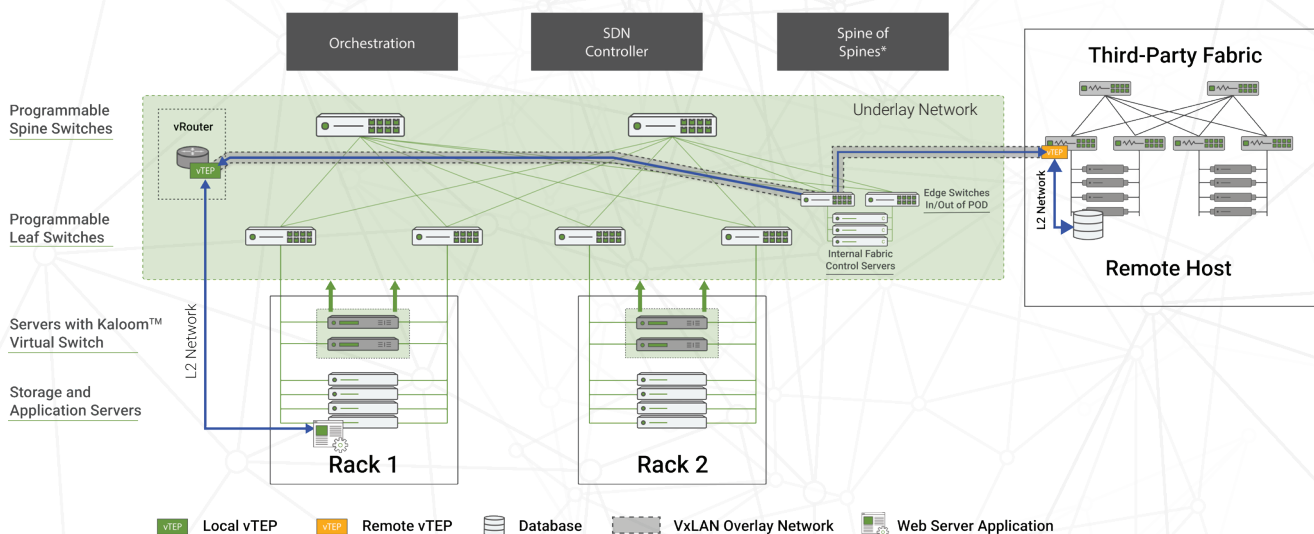 Orchestration
SDN
Controller
Spine of
Spines*
Third-Party Fabric
Programmable
Spine Switches
vRouter
vTEP
Underlay Network
vTEP
Edge Switches
In/Out of POD
L2 Network
Programmable
Leaf Switches
Internal Fabric
Control Servers
Remote Host
Servers with Kaloom™
Virtual Switch
L2 Network
Storage and
Application Servers
Rack 1
Rack 2
vTEP Local vTEP
vTEP Remote vTEP
Database
VxLAN Overlay Network
Web Server Application